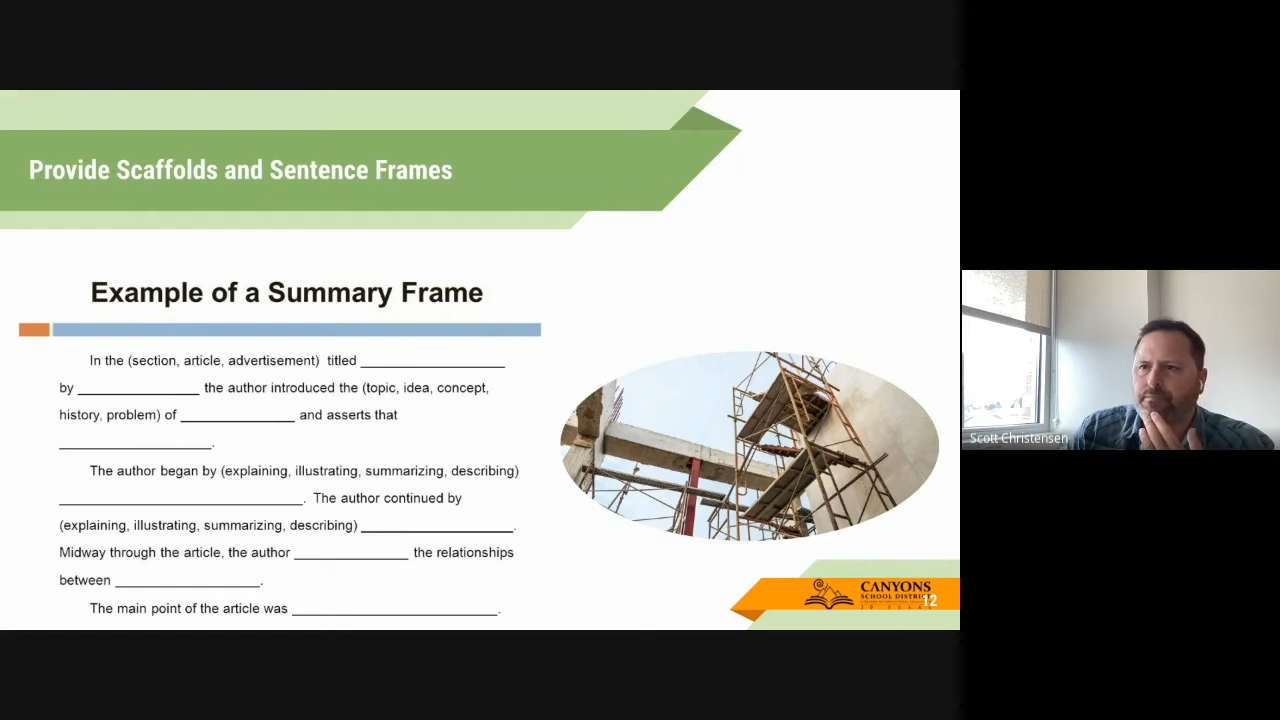 Provide Scaffolds and Sentence Frames
Example of a Summary Frame
In the (section, article, advertisement) titled ___________________
by ________________ the author introduced the (topic, idea, concept,
history, problem) of _______________ and asserts that
____________________.
The author began by (explaining, illustrating, summarizing, describing)
________________________________. The author continued by
(explaining, illustrating, summarizing, describing) ____________________.
Midway through the article, the author _______________ the relationships
between ___________________.
The main point of the article was ___________________________.
CANYONS
SCHOOL DISTRI
12
Scott Christensen